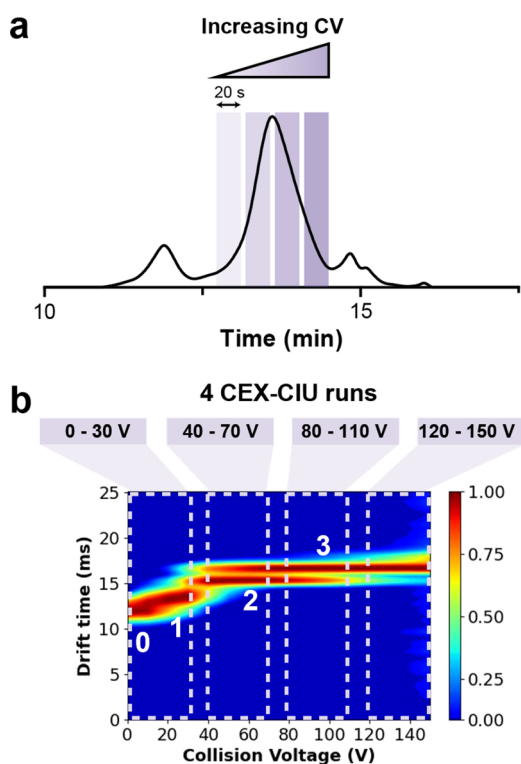 a
Increasing CV
20 s
10
15
Time (min)
b
4 CEX-CIU runs
0 - 30 V
40 - 70 V
80 - 110 V
120 - 150 V
25
20
15
10
5
0
Drift time (ms)
0
1
2
3
0 20 40 60 80 100 120 140
Collision Voltage (V)
1.00
0.75
0.50
0.25
0.00